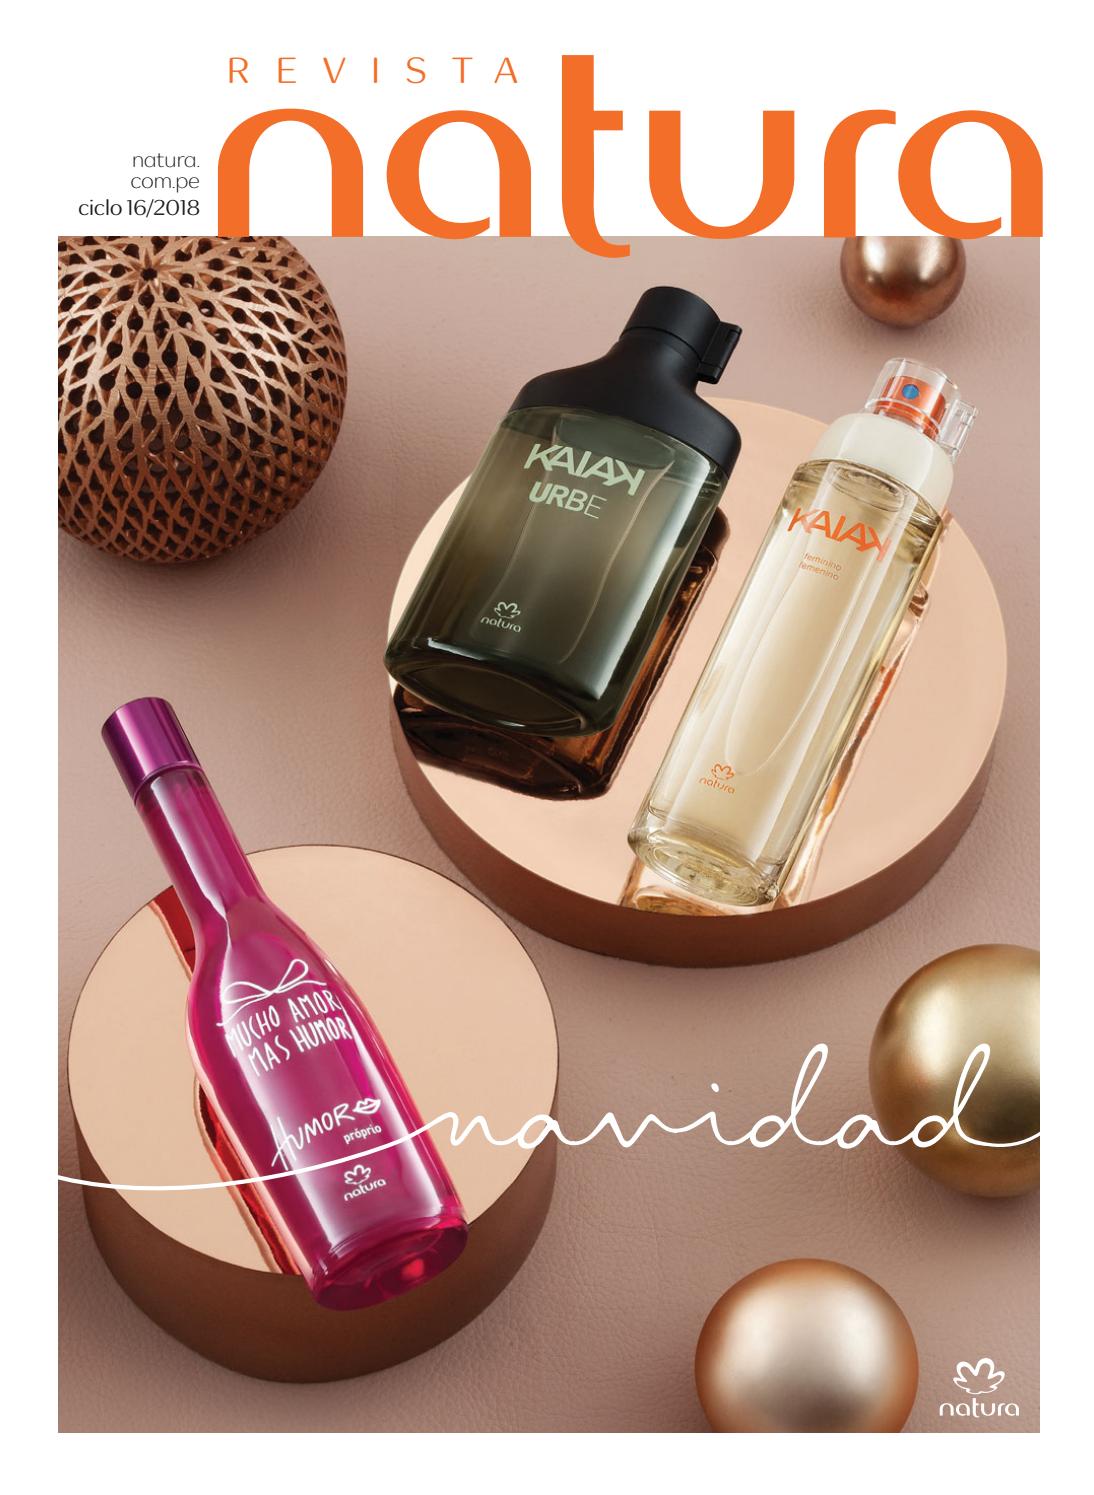 REVISTA
natura
natura.
com.pe
ciclo 16/2018
KAIAK
URBE
natura
KAIAK
feminino
femenino
natura
MUCHO AMOR,
MAS HUMOR
HUMOR
próprio
natura
navidad
natura